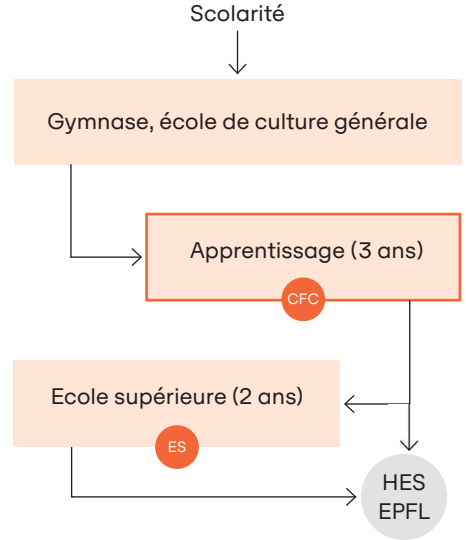 Scolarité
Gymnase, école de culture générale
Apprentissage (3 ans)
CFC
Ecole supérieure (2 ans)
ES
HES
EPFL